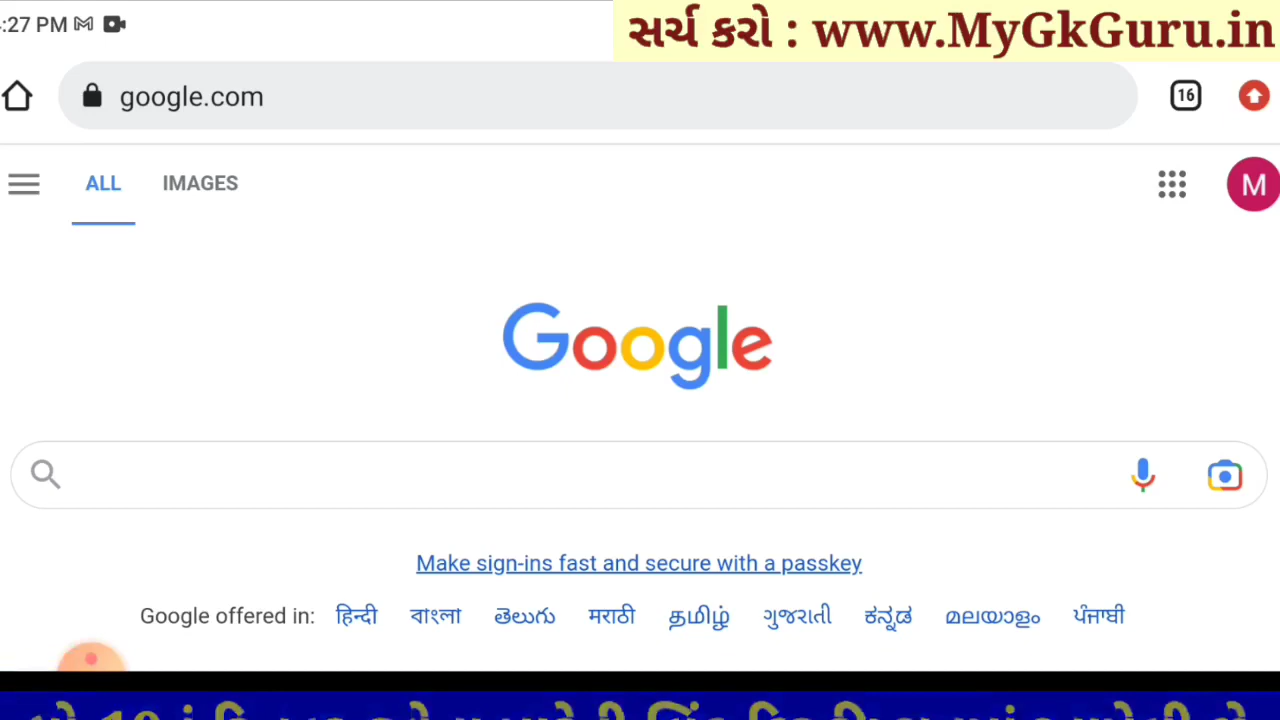 :27 PM
સર્ચ કરો : www.MyGkGuru.in
google.com
16
ALL IMAGES
M
Google
Make sign-ins fast and secure with a passkey
Google offered in: हिन्दी বাংলা తెలుగు मराठी தமிழ் ગુજરાતી ಕನ್ನಡ മലയാളം ਪੰਜਾਬੀ